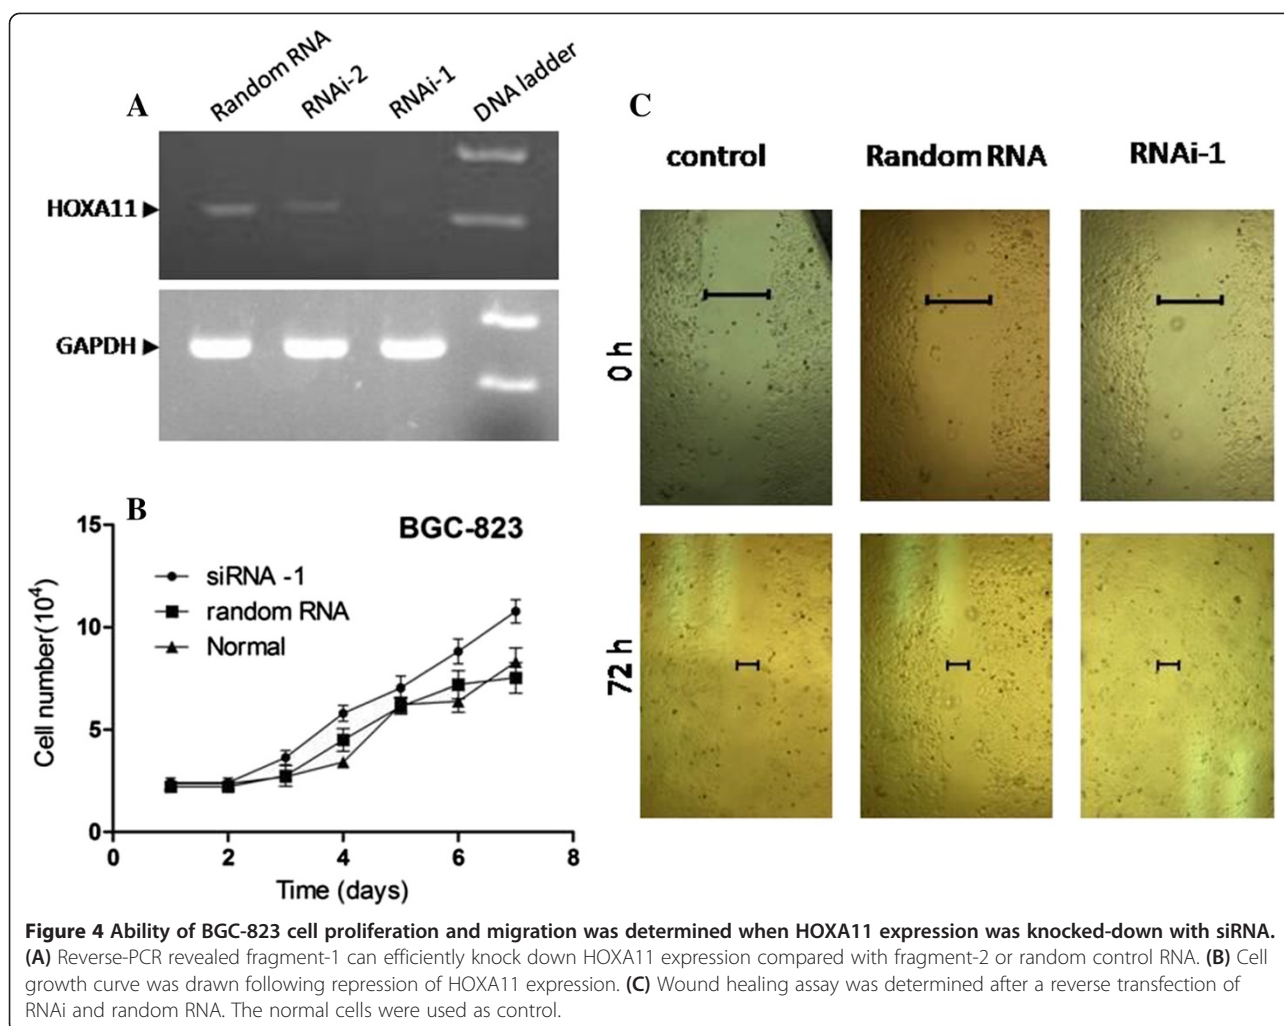 A
Random RNA
RNAi-2
RNAi-1
DNA ladder
HOXA11
GAPDH
B
BGC-823
15
10
5
0
Cell number(10⁴)
siRNA -1
random RNA
Normal
0 2 4 6 8
Time (days)
C
control Random RNA RNAi-1
0 h
72 h
Figure 4 Ability of BGC-823 cell proliferation and migration was determined when HOXA11 expression was knocked-down with siRNA.
(A) Reverse-PCR revealed fragment-1 can efficiently knock down HOXA11 expression compared with fragment-2 or random control RNA. (B) Cell
growth curve was drawn following repression of HOXA11 expression. (C) Wound healing assay was determined after a reverse transfection of
RNAi and random RNA. The normal cells were used as control.